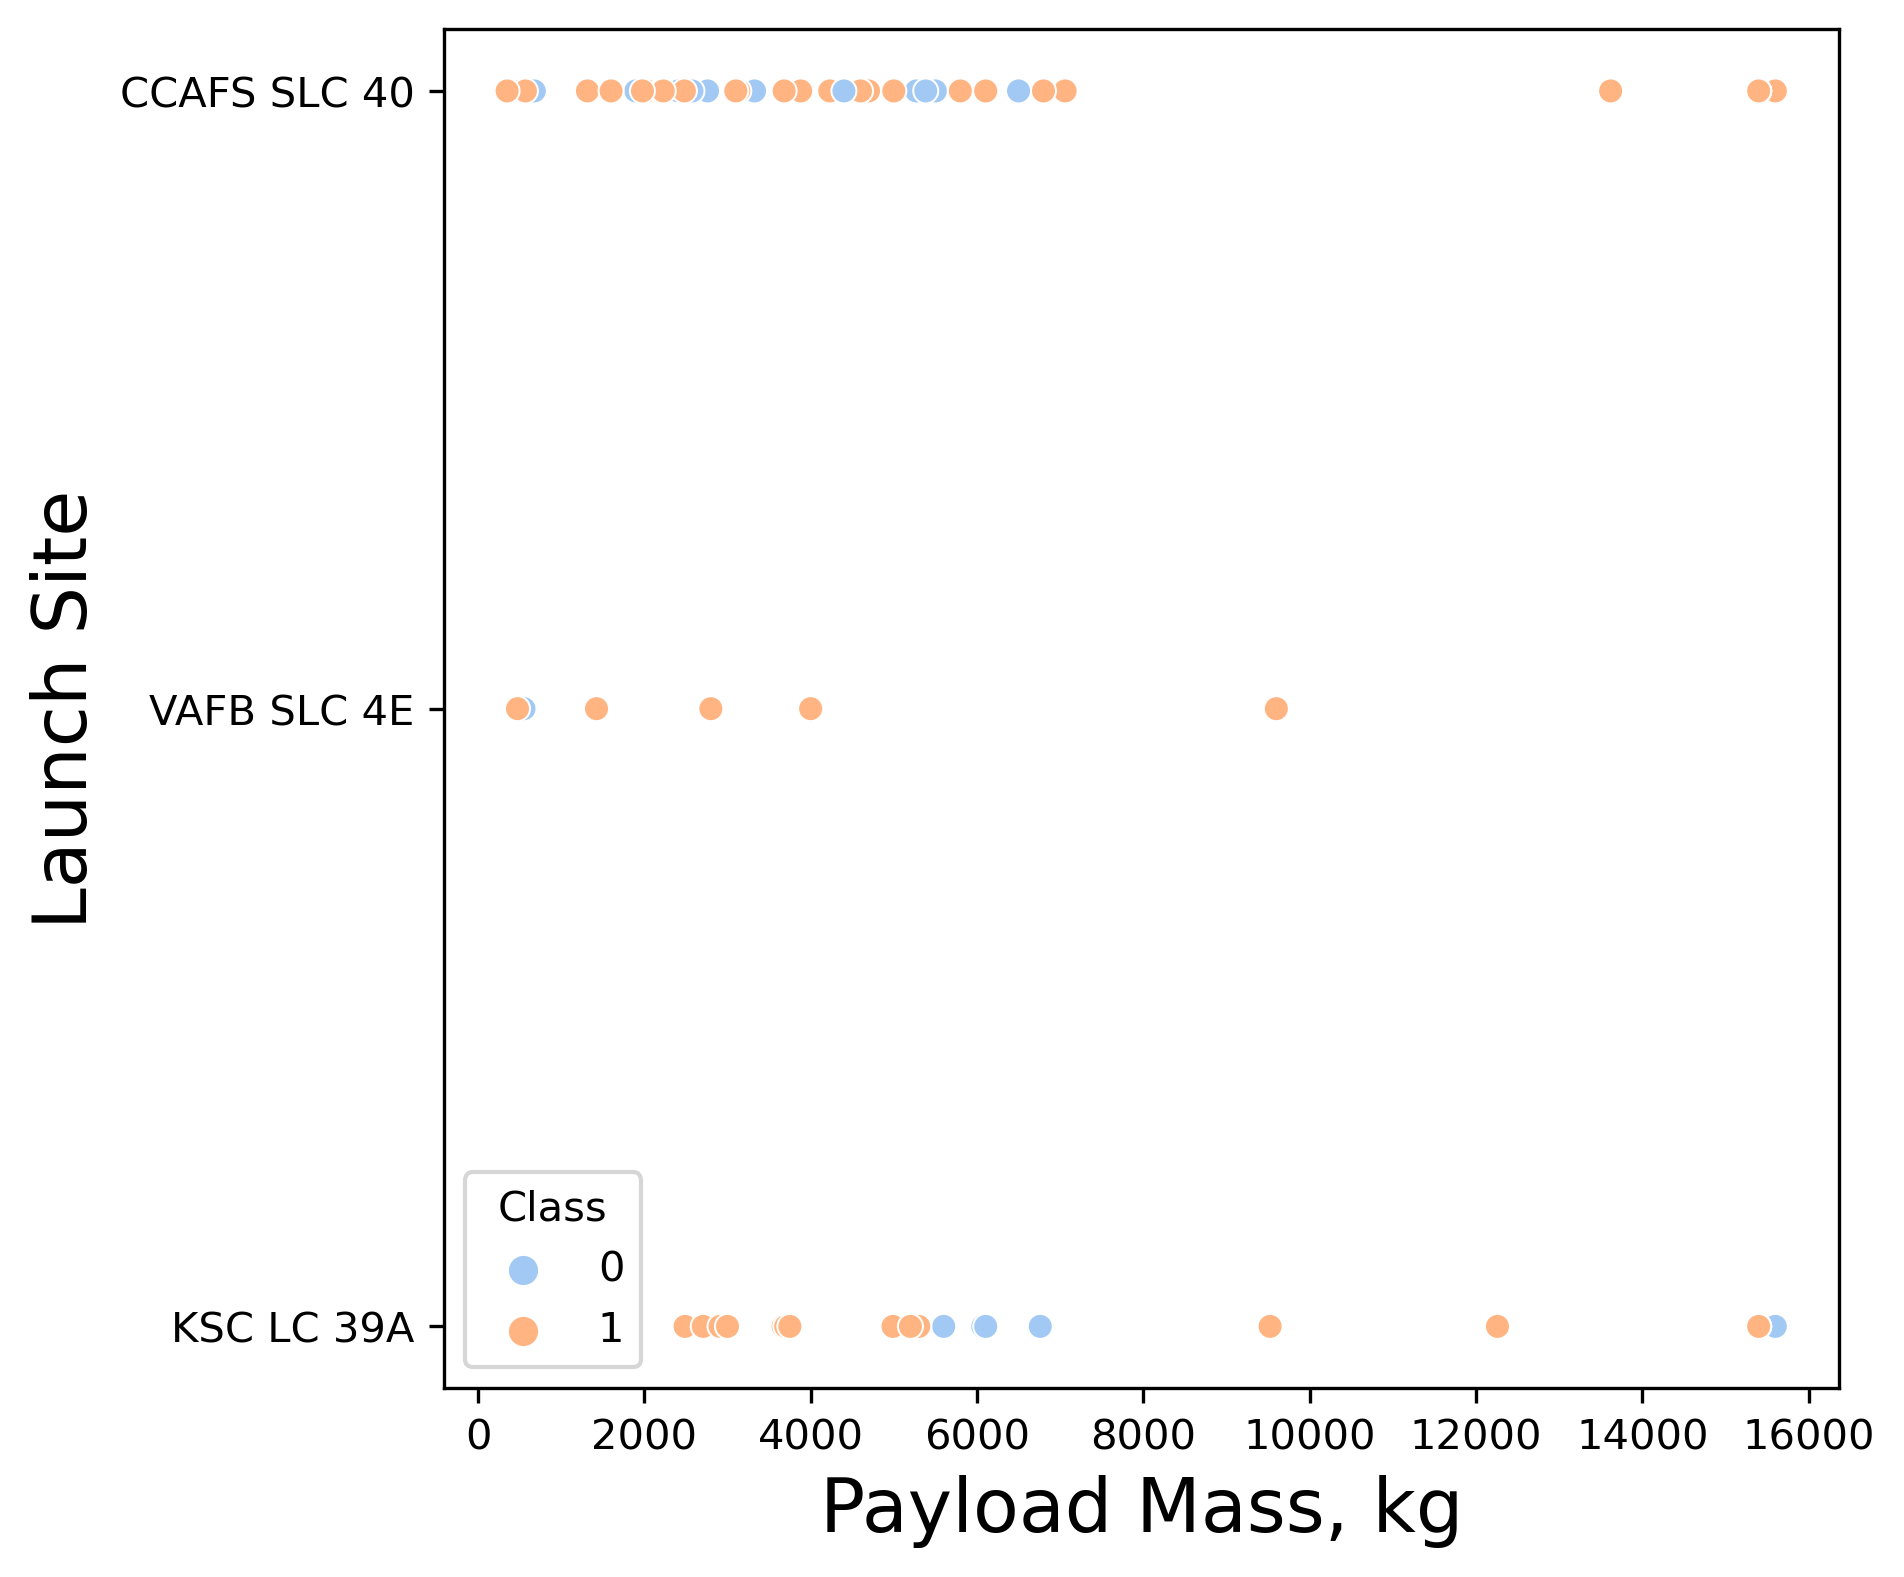 CCAFS SLC 40
VAFB SLC 4E
KSC LC 39A
Launch Site
Class
0
1
0 2000 4000 6000 8000 10000 12000 14000 16000
Payload Mass, kg